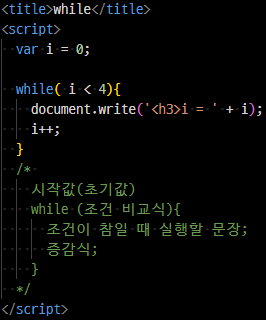 <title>while</title>
<script>
var i = 0;
while( i < 4){
document.write('<h3>i = ' + i);
i++;
}
/*
시작값(초기값)
while (조건 비교식){
조건이 참일 때 실행할 문장;
증감식;
}
*/
</script>